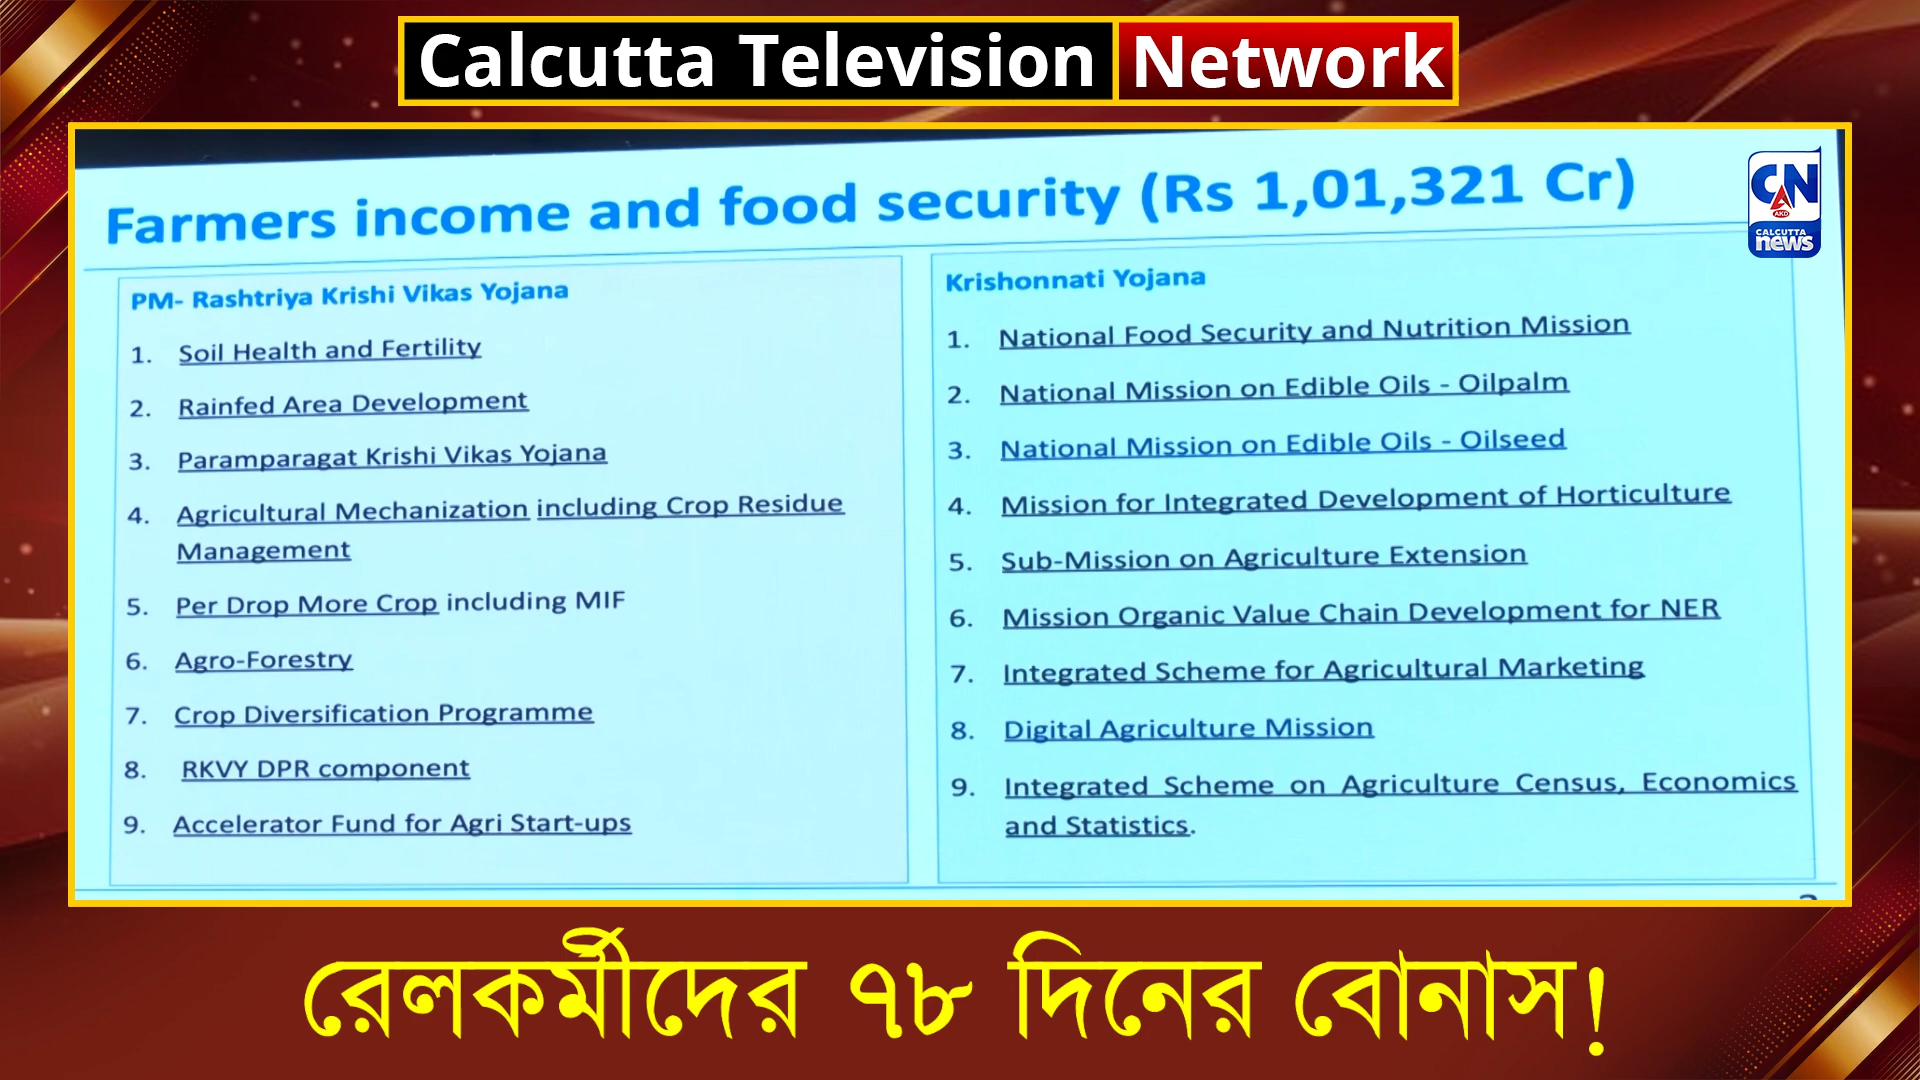 Calcutta Television Network
Farmers income and food security (Rs 1,01,321 Cr)
CN
AKD
CALCUTTA
news
PM- Rashtriya Krishi Vikas Yojana
1. Soil Health and Fertility
2. Rainfed Area Development
3. Paramparagat Krishi Vikas Yojana
4. Agricultural Mechanization including Crop Residue
Management
5. Per Drop More Crop including MIF
6. Agro-Forestry
7. Crop Diversification Programme
8. RKVY DPR component
9. Accelerator Fund for Agri Start-ups
Krishonnati Yojana
1. National Food Security and Nutrition Mission
2. National Mission on Edible Oils - Oilpalm
3. National Mission on Edible Oils - Oilseed
4. Mission for Integrated Development of Horticulture
5. Sub-Mission on Agriculture Extension
6. Mission Organic Value Chain Development for NER
7. Integrated Scheme for Agricultural Marketing
8. Digital Agriculture Mission
9. Integrated Scheme on Agriculture Census, Economics
and Statistics.
রেলকর্মীদের ৭৮ দিনের বোনাস!